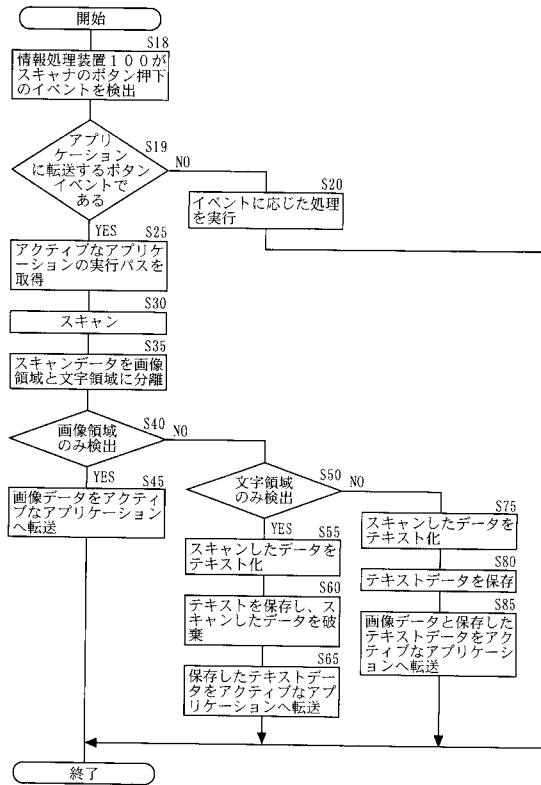 開始
S18
情報処理装置100が
スキャナのボタン押下
のイベントを検出
S19
アプリ
ケーション
に転送するボタン
イベントで
ある
NO
S20
イベントに応じた処理
を実行
YES
S25
アクティブなアプリケ
ーションの実行パスを
取得
S30
スキャン
S35
スキャンデータを画像
領域と文字領域に分離
S40
画像領域
のみ検出
NO
YES
S45
画像データをアクティ
ブなアプリケーション
へ転送
S50
文字領域
のみ検出
NO
YES
S55
スキャンしたデータを
テキスト化
S60
テキストを保存し、ス
キャンしたデータを破
棄
S65
保存したテキストデー
タをアクティブなアプ
リケーションへ転送
S75
スキャンしたデータを
テキスト化
S80
テキストデータを保存
S85
画像データと保存した
テキストデータをアク
ティブなアプリケーシ
ョンへ転送
終了